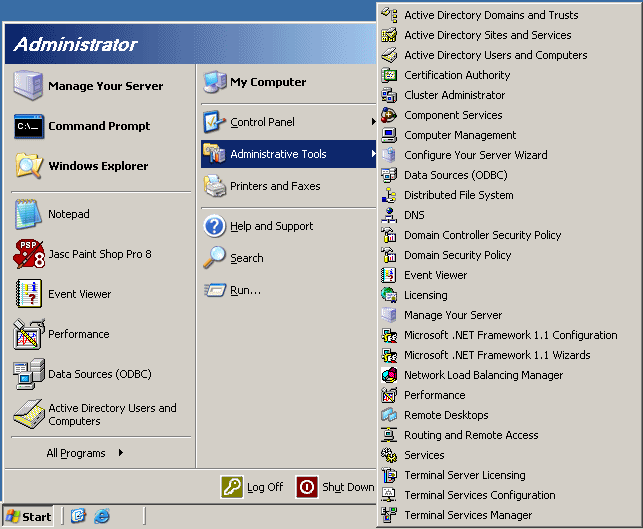 Administrator
Manage Your Server
C:\_
Command Prompt
Windows Explorer
Notepad
PSP
8
Jasc Paint Shop Pro 8
Event Viewer
Performance
Data Sources (ODBC)
Active Directory Users and
Computers
All Programs
My Computer
Control Panel
Administrative Tools
Printers and Faxes
Help and Support
Search
Run...
Log Off
Shut Down
Start
Active Directory Domains and Trusts
Active Directory Sites and Services
Active Directory Users and Computers
Certification Authority
Cluster Administrator
Component Services
Computer Management
Configure Your Server Wizard
Data Sources (ODBC)
Distributed File System
DNS
Domain Controller Security Policy
Domain Security Policy
Event Viewer
Licensing
Manage Your Server
Microsoft .NET Framework 1.1 Configuration
Microsoft .NET Framework 1.1 Wizards
Network Load Balancing Manager
Performance
Remote Desktops
Routing and Remote Access
Services
Terminal Server Licensing
Terminal Services Configuration
Terminal Services Manager